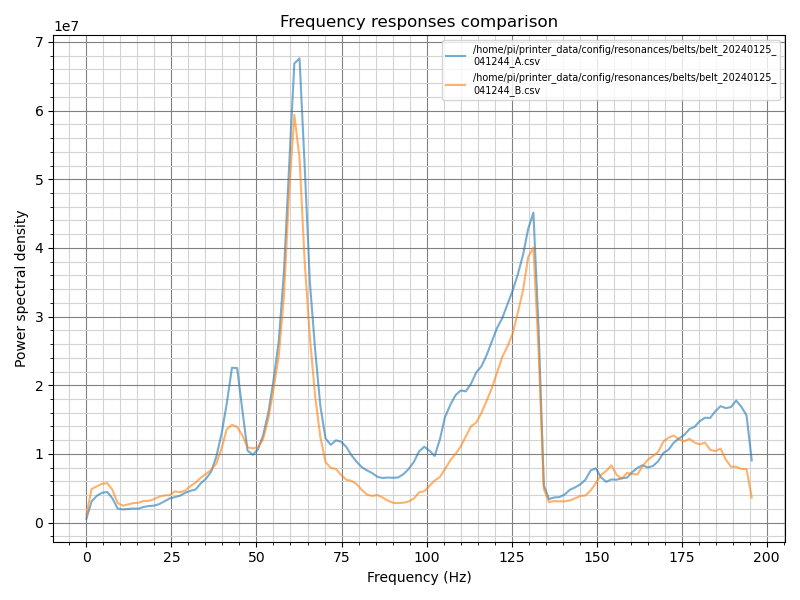 Frequency responses comparison
1e7
/home/pi/printer_data/config/resonances/belts/belt_20240125_
041244_A.csv
/home/pi/printer_data/config/resonances/belts/belt_20240125_
041244_B.csv
7
6
5
4
3
2
1
0
Power spectral density
0 25 50 75 100 125 150 175 200
Frequency (Hz)